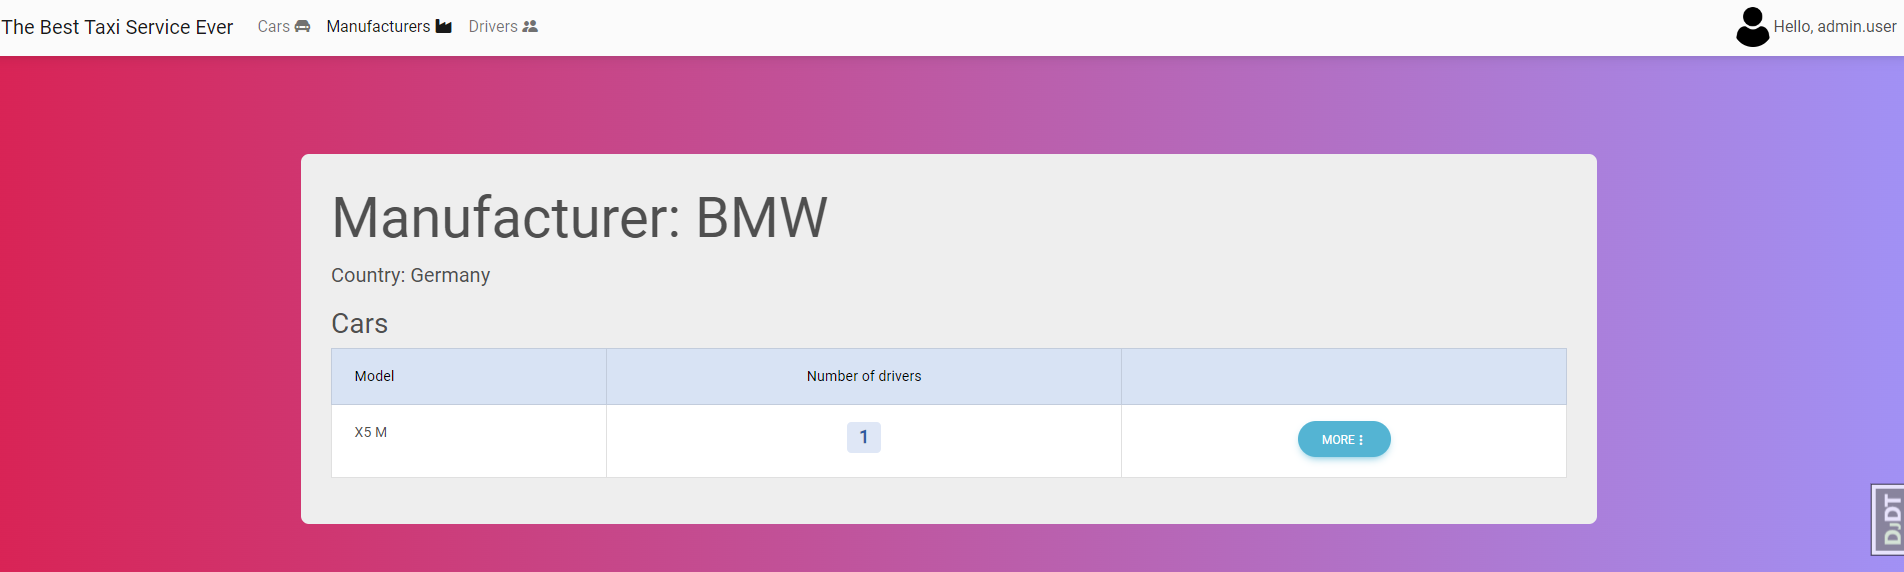 The Best Taxi Service Ever Cars Manufacturers Drivers Hello, admin.user
Manufacturer: BMW
Country: Germany
Cars
Model Number of drivers
X5 M 1 MORE
DJDT